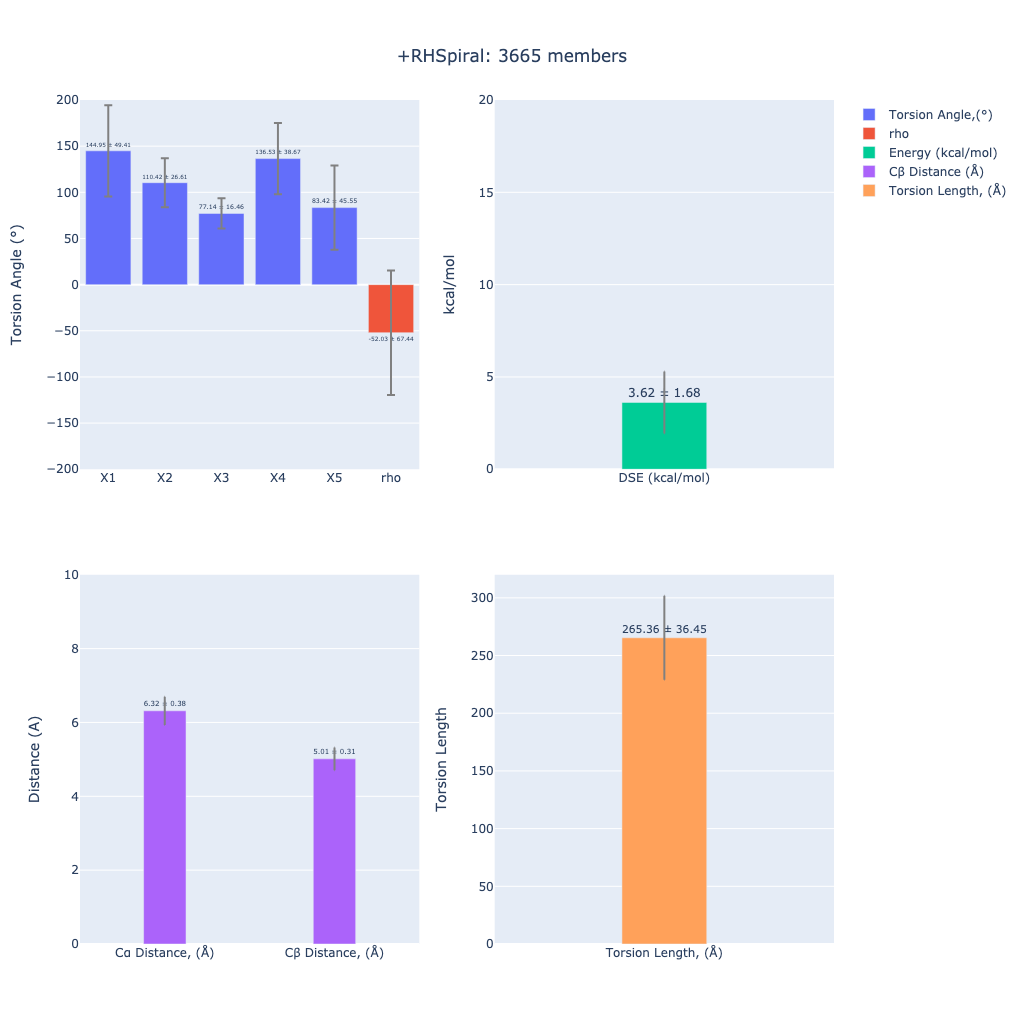 +RHSpiral: 3665 members
Torsion Angle (°)
200
150
100
50
0
−50
−100
−150
−200
144.95 ± 49.41
110.42 ± 26.61
77.14 ± 16.46
136.53 ± 38.67
83.42 ± 45.55
-52.03 ± 67.44
X1
X2
X3
X4
X5
rho
kcal/mol
20
15
10
5
0
3.62 ± 1.68
DSE (kcal/mol)
Torsion Angle,(°)
rho
Energy (kcal/mol)
Cβ Distance (Å)
Torsion Length, (Å)
Distance (A)
10
8
6
4
2
0
6.32 ± 0.38
5.01 ± 0.31
Cα Distance, (Å)
Cβ Distance, (Å)
Torsion Length
300
250
200
150
100
50
0
265.36 ± 36.45
Torsion Length, (Å)